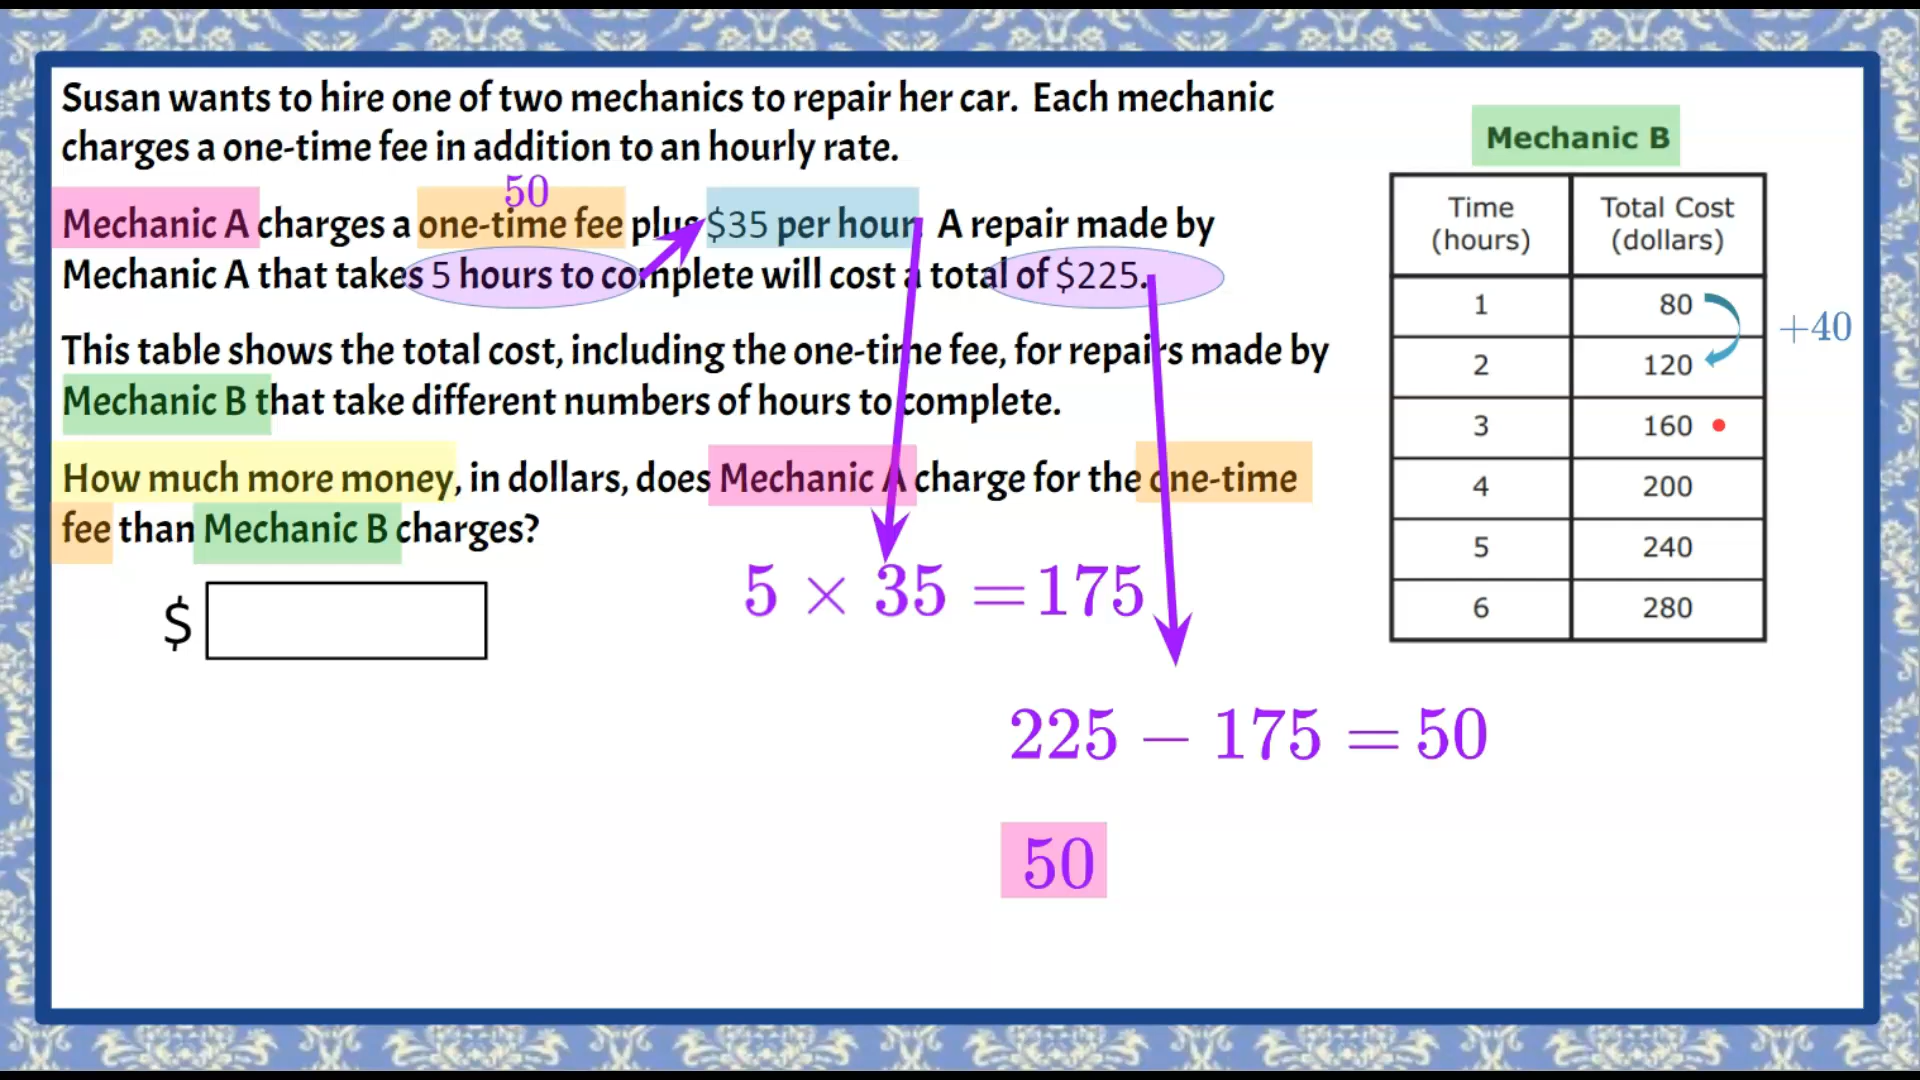 Susan wants to hire one of two mechanics to repair her car. Each mechanic
charges a one-time fee in addition to an hourly rate.
50
Mechanic A charges a one-time fee plus $35 per hour. A repair made by
Mechanic A that takes 5 hours to complete will cost a total of $225.
This table shows the total cost, including the one-time fee, for repairs made by
Mechanic B that take different numbers of hours to complete.
How much more money, in dollars, does Mechanic A charge for the one-time
fee than Mechanic B charges?
$
5 × 35 = 175
225 − 175 = 50
50
Mechanic B
Time (hours) Total Cost (dollars)
1 80
+40
2 120
3 160
4 200
5 240
6 280